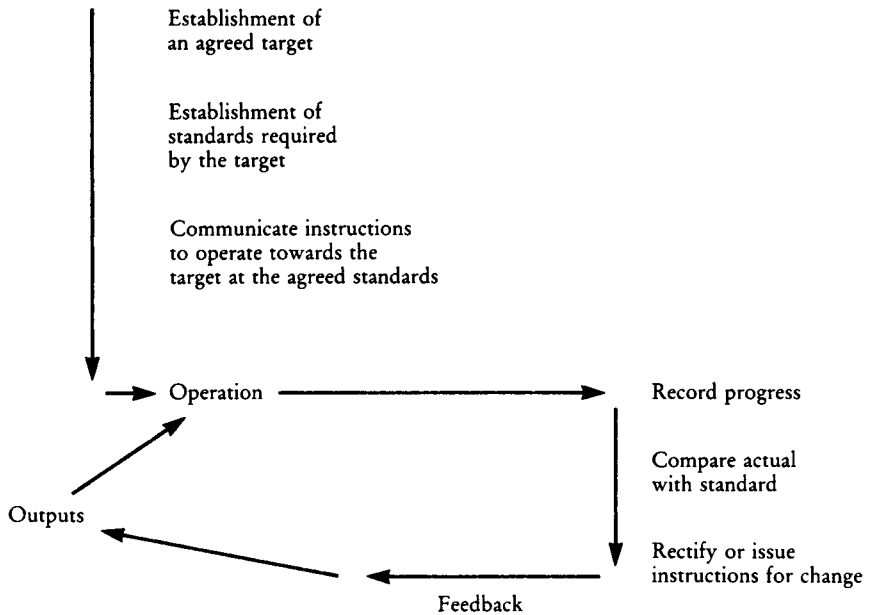 Establishment of
an agreed target
Establishment of
standards required
by the target
Communicate instructions
to operate towards the
target at the agreed standards
Operation
Record progress
Compare actual
with standard
Outputs
Rectify or issue
instructions for change
Feedback